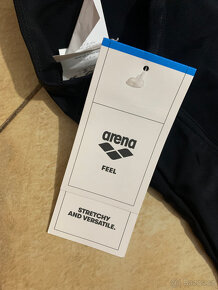 arena
FEEL
STRETCHY
AND VERSATILE.